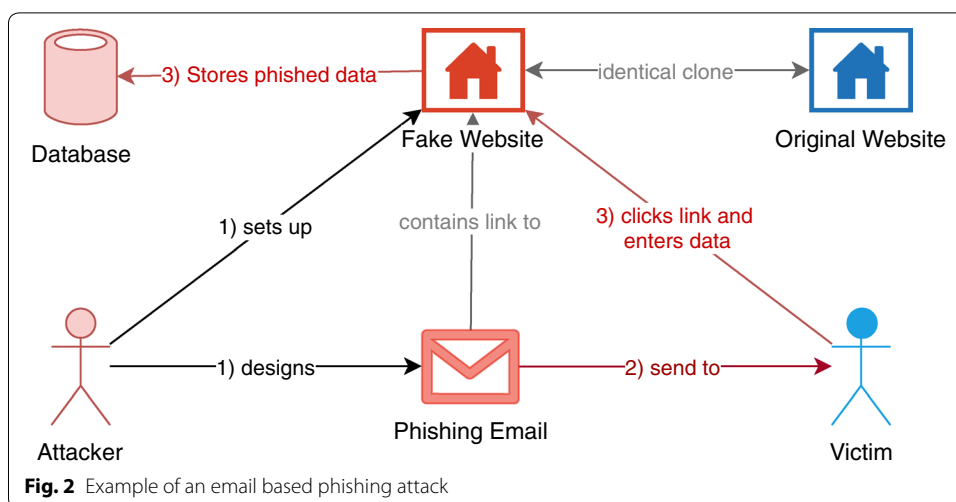 3) Stores phished data
identical clone
Database
Fake Website
Original Website
1) sets up
contains link to
3) clicks link and
enters data
1) designs
2) send to
Attacker
Phishing Email
Victim
Fig. 2 Example of an email based phishing attack